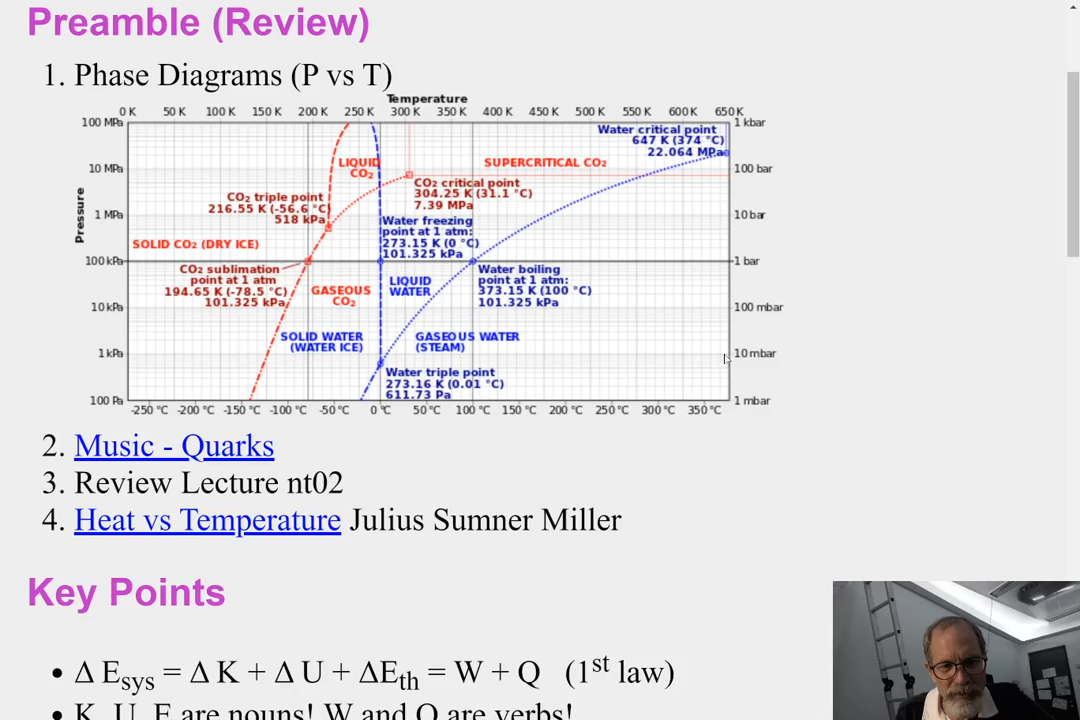 Preamble (Review)
1. Phase Diagrams (P vs T)
Temperature
0 K 50 K 100 K 150 K 200 K 250 K 300 K 350 K 400 K 450 K 500 K 550 K 600 K 650 K
100 MPa
10 MPa
1 MPa
100 kPa
10 kPa
1 kPa
100 Pa
Pressure
1 kbar
100 bar
10 bar
1 bar
100 mbar
10 mbar
1 mbar
Water critical point
647 K (374 °C)
22.064 MPa
LIQUID
CO₂
SUPERCRITICAL CO₂
CO₂ critical point
304.25 K (31.1 °C)
7.39 MPa
CO₂ triple point
216.55 K (-56.6 °C)
518 kPa
Water freezing
point at 1 atm:
273.15 K (0 °C)
101.325 kPa
SOLID CO₂ (DRY ICE)
CO₂ sublimation
point at 1 atm
194.65 K (-78.5 °C)
101.325 kPa
GASEOUS
CO₂
LIQUID
WATER
Water boiling
point at 1 atm:
373.15 K (100 °C)
101.325 kPa
SOLID WATER
(WATER ICE)
GASEOUS WATER
(STEAM)
Water triple point
273.16 K (0.01 °C)
611.73 Pa
-250 °C -200 °C -150 °C -100 °C -50 °C 0 °C 50 °C 100 °C 150 °C 200 °C 250 °C 300 °C 350 °C
2. Music - Quarks
3. Review Lecture nt02
4. Heat vs Temperature Julius Sumner Miller
Key Points
• Δ Esys = Δ K + Δ U + ΔEth = W + Q (1st law)
• K, U, E are nouns! W and Q are verbs!